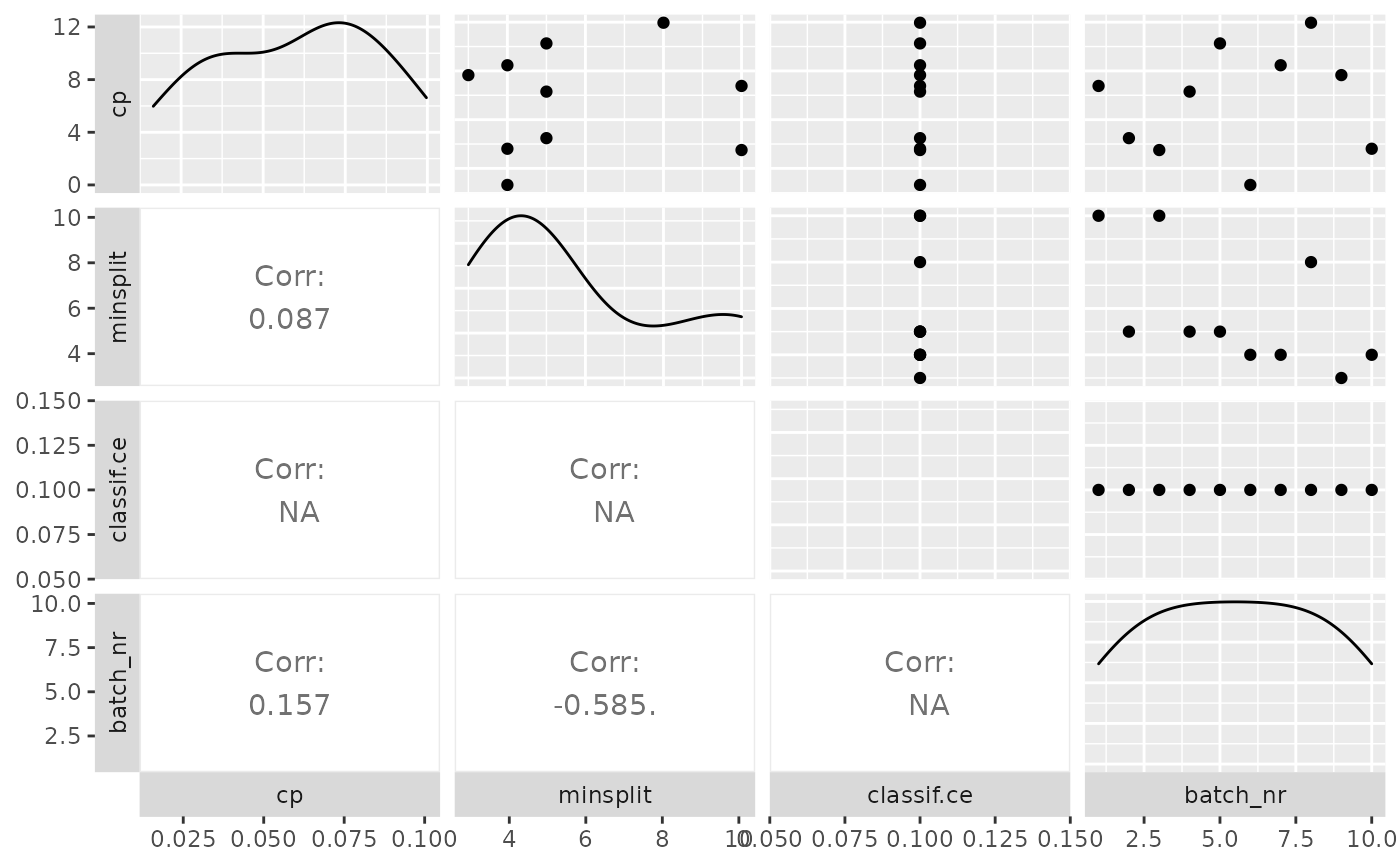 12
8
4
0
cp
10
8
6
4
minsplit
Corr:
0.087
0.150
0.125
0.100
0.075
0.050
classif.ce
Corr:
NA
Corr:
NA
10.0
7.5
5.0
2.5
batch_nr
Corr:
0.157
Corr:
-0.585.
Corr:
NA
cp minsplit classif.ce batch_nr
0.025 0.050 0.075 0.100 4 6 8 10 0.050 0.075 0.100 0.125 0.150 2.5 5.0 7.5 10.0